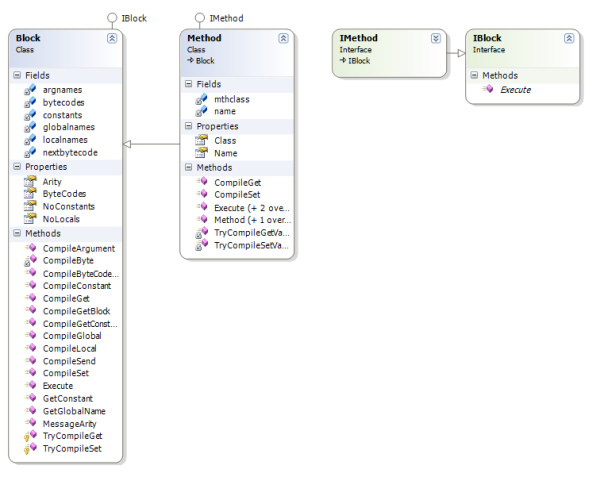 IBlock
Block
Class
Fields
argnames
bytecodes
constants
globalnames
localnames
nextbytecode
Properties
Arity
ByteCodes
NoConstants
NoLocals
Methods
CompileArgument
CompileByte
CompileByteCode...
CompileConstant
CompileGet
CompileGetBlock
CompileGetConst...
CompileGlobal
CompileLocal
CompileSend
CompileSet
Execute
GetConstant
GetGlobalName
MessageArity
TryCompileGet
TryCompileSet
IMethod
Method
Class
Block
Fields
mthclass
name
Properties
Class
Name
Methods
CompileGet
CompileSet
Execute (+ 2 ove...
Method (+ 1 over...
TryCompileGetVa...
TryCompileSetVa...
IMethod
Interface
IBlock
IBlock
Interface
Methods
Execute